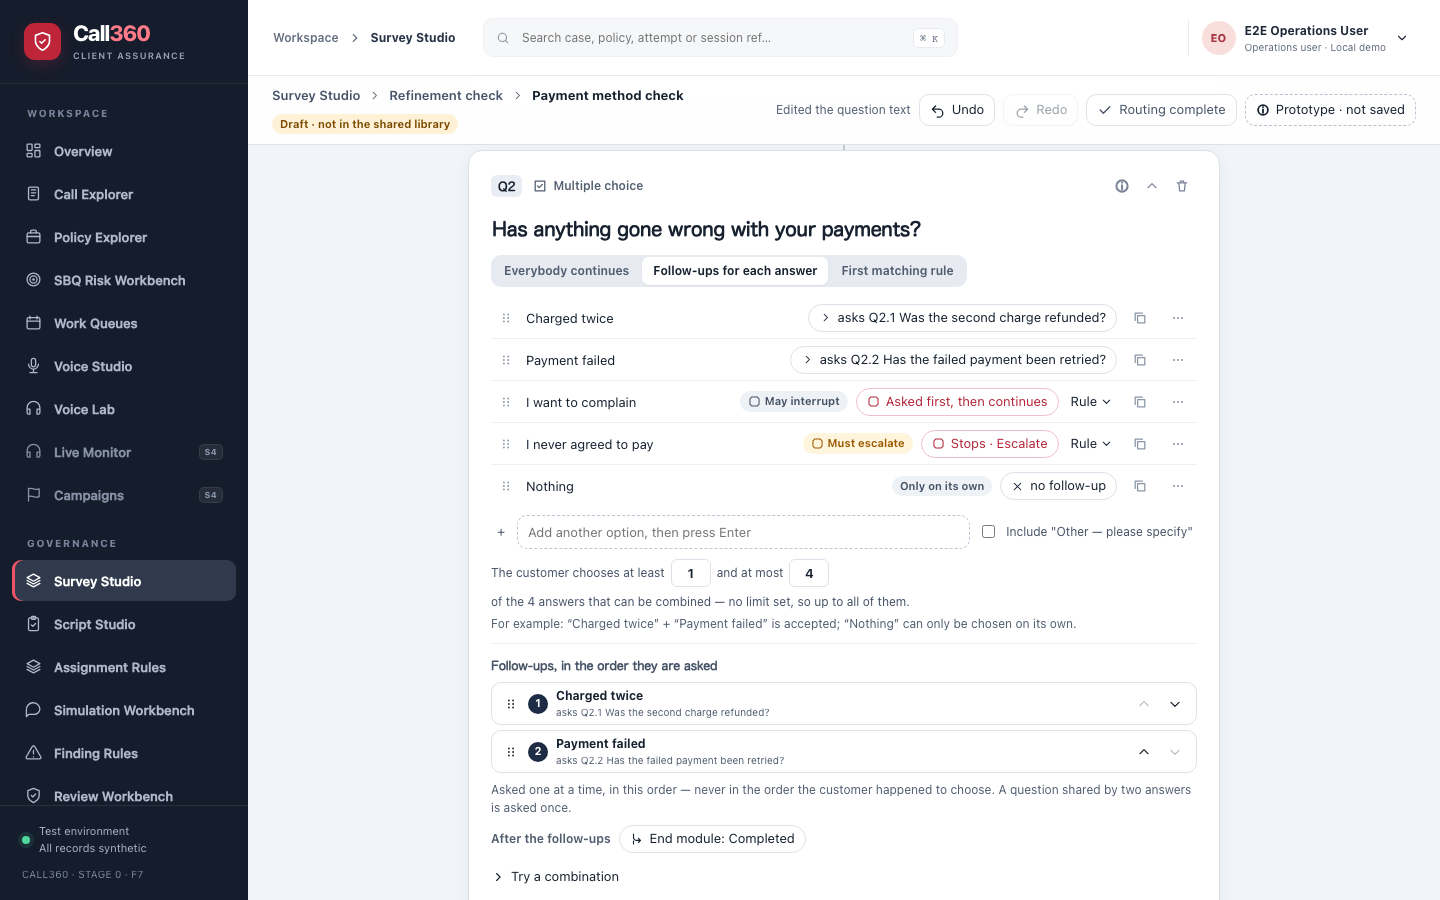 Call360
CLIENT ASSURANCE
WORKSPACE
Overview
Call Explorer
Policy Explorer
SBQ Risk Workbench
Work Queues
Voice Studio
Voice Lab
Live Monitor S4
Campaigns S4
GOVERNANCE
Survey Studio
Script Studio
Assignment Rules
Simulation Workbench
Finding Rules
Review Workbench
Test environment
All records synthetic
CALL360 · STAGE 0 · F7
Workspace > Survey Studio
Search case, policy, attempt or session ref... ⌘ K
EO
E2E Operations User
Operations user · Local demo
Survey Studio > Refinement check > Payment method check
Draft · not in the shared library
Edited the question text
Undo
Redo
Routing complete
Prototype · not saved
Q2 Multiple choice
Has anything gone wrong with your payments?
Everybody continues Follow-ups for each answer First matching rule
Charged twice asks Q2.1 Was the second charge refunded?
Payment failed asks Q2.2 Has the failed payment been retried?
I want to complain May interrupt Asked first, then continues Rule
I never agreed to pay Must escalate Stops · Escalate Rule
Nothing Only on its own no follow-up
+ Add another option, then press Enter Include "Other — please specify"
The customer chooses at least 1 and at most 4
of the 4 answers that can be combined — no limit set, so up to all of them.
For example: “Charged twice” + “Payment failed” is accepted; “Nothing” can only be chosen on its own.
Follow-ups, in the order they are asked
1 Charged twice
asks Q2.1 Was the second charge refunded?
2 Payment failed
asks Q2.2 Has the failed payment been retried?
Asked one at a time, in this order — never in the order the customer happened to choose. A question shared by two answers
is asked once.
After the follow-ups End module: Completed
Try a combination